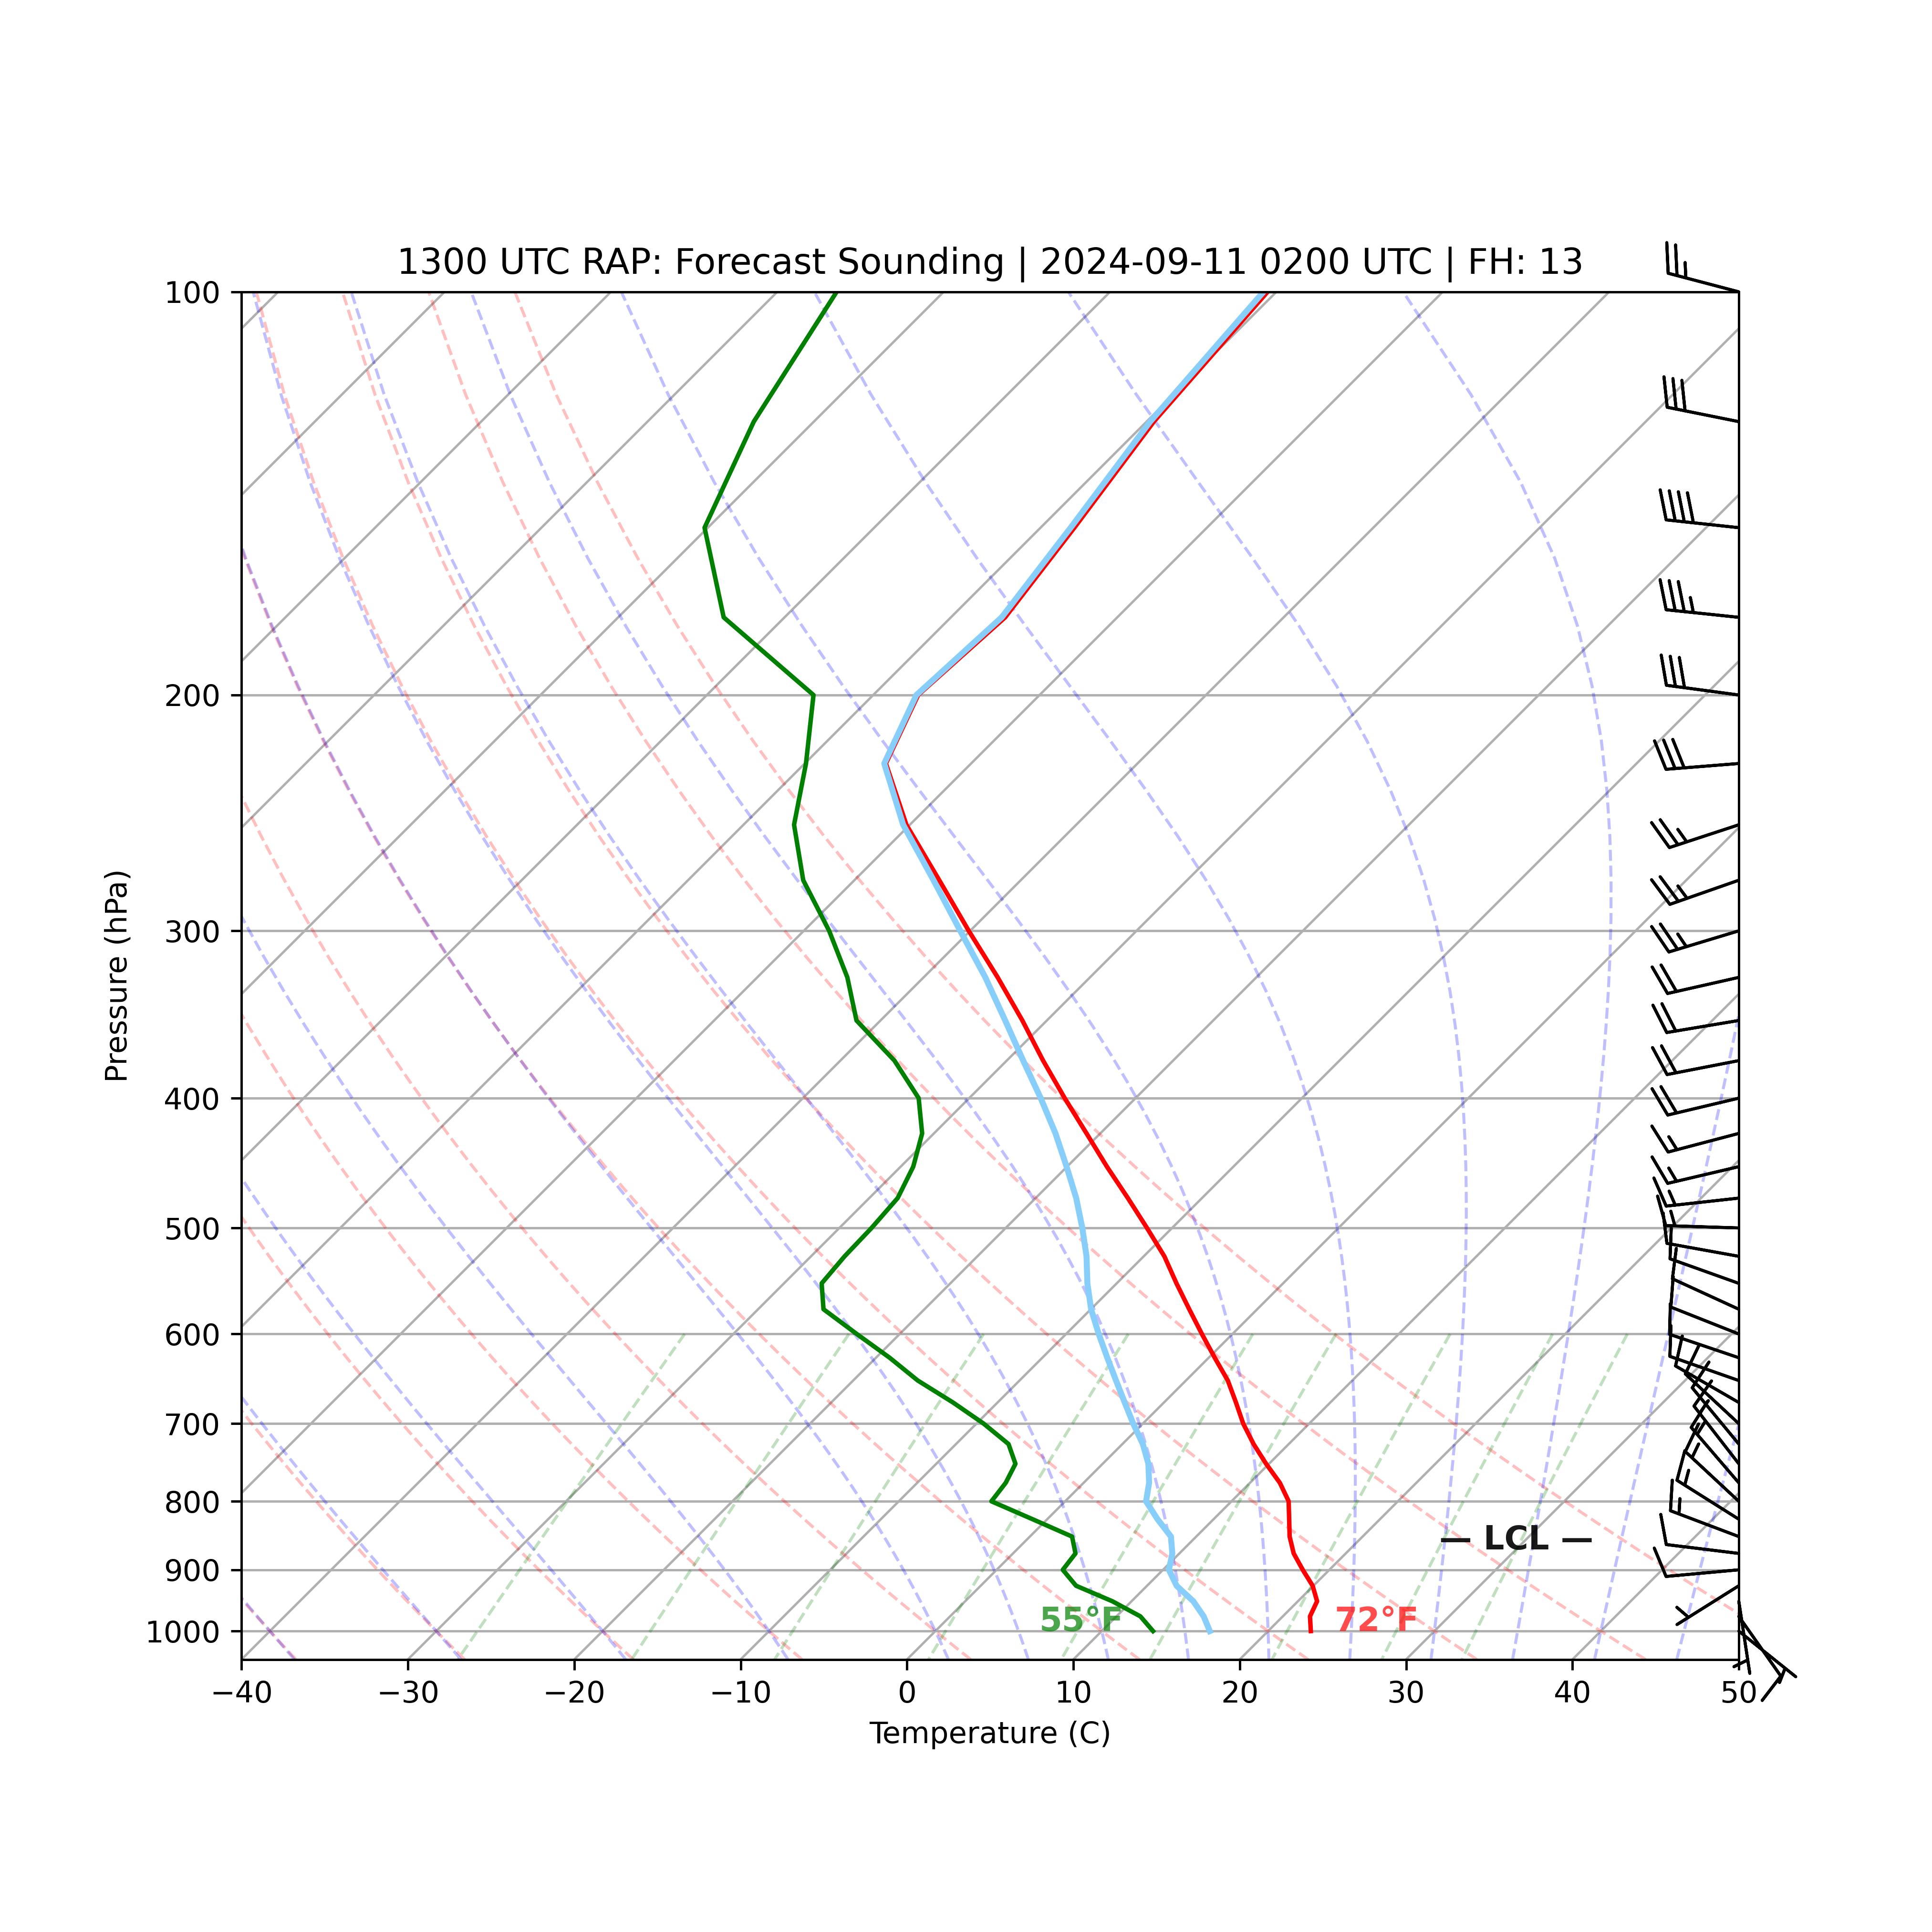 1300 UTC RAP: Forecast Sounding | 2024-09-11 0200 UTC | FH: 13
100
200
300
400
500
600
700
800
900
1000
Pressure (hPa)
— LCL —
55°F
72°F
−40 −30 −20 −10 0 10 20 30 40 50
Temperature (C)